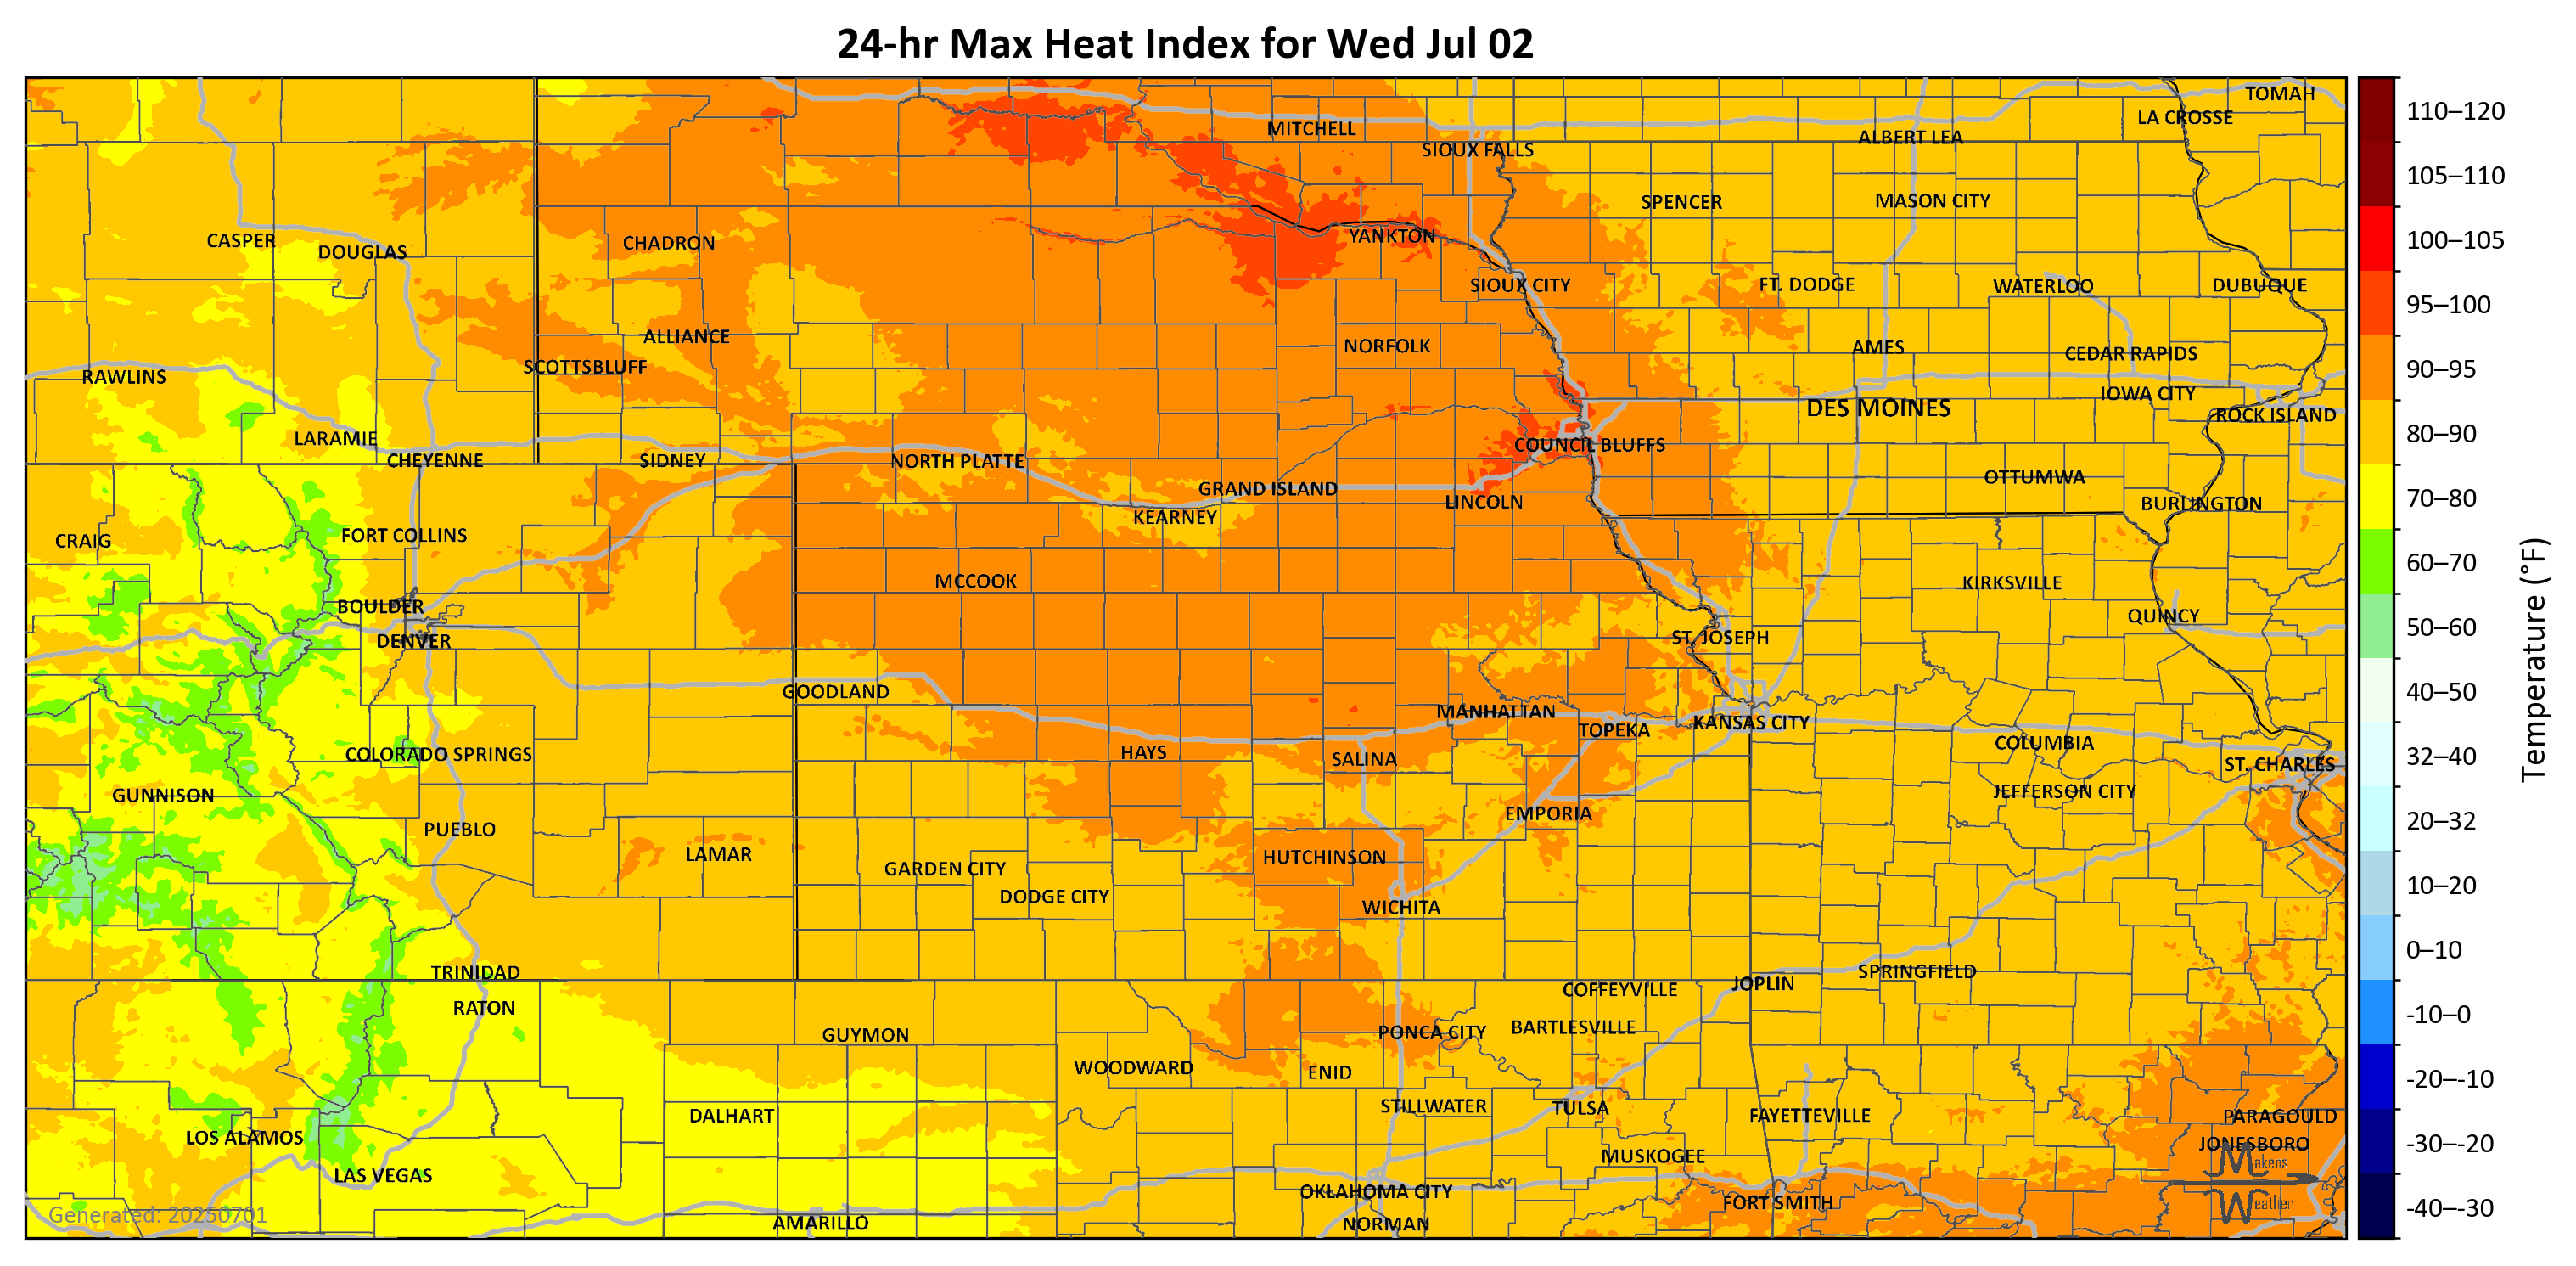 24-hr Max Heat Index for Wed Jul 02
TOMAH
LA CROSSE
MITCHELL
ALBERT LEA
SIOUX FALLS
SPENCER
MASON CITY
CASPER
DOUGLAS
CHADRON
YANKTON
SIOUX CITY
FT. DODGE
WATERLOO
DUBUQUE
ALLIANCE
NORFOLK
AMES
CEDAR RAPIDS
SCOTTSBLUFF
RAWLINS
IOWA CITY
DES MOINES
ROCK ISLAND
LARAMIE
COUNCIL BLUFFS
CHEYENNE
SIDNEY
NORTH PLATTE
OTTUMWA
GRAND ISLAND
LINCOLN
BURLINGTON
KEARNEY
CRAIG
FORT COLLINS
MCCOOK
KIRKSVILLE
BOULDER
QUINCY
DENVER
ST. JOSEPH
GOODLAND
MANHATTAN
TOPEKA
KANSAS CITY
COLUMBIA
COLORADO SPRINGS
HAYS
SALINA
ST. CHARLES
JEFFERSON CITY
GUNNISON
EMPORIA
PUEBLO
LAMAR
HUTCHINSON
GARDEN CITY
DODGE CITY
WICHITA
TRINIDAD
SPRINGFIELD
JOPLIN
COFFEYVILLE
RATON
GUYMON
PONCA CITY
BARTLESVILLE
WOODWARD
ENID
STILLWATER
TULSA
DALHART
FAYETTEVILLE
PARAGOULD
LOS ALAMOS
JONESBORO
MUSKOGEE
LAS VEGAS
OKLAHOMA CITY
FORT SMITH
AMARILLO
NORMAN
Makens
Weather
Generated: 20250701
110–120
105–110
100–105
95–100
90–95
80–90
70–80
60–70
50–60
40–50
32–40
20–32
10–20
0–10
-10–0
-20–-10
-30–-20
-40–-30
Temperature (°F)